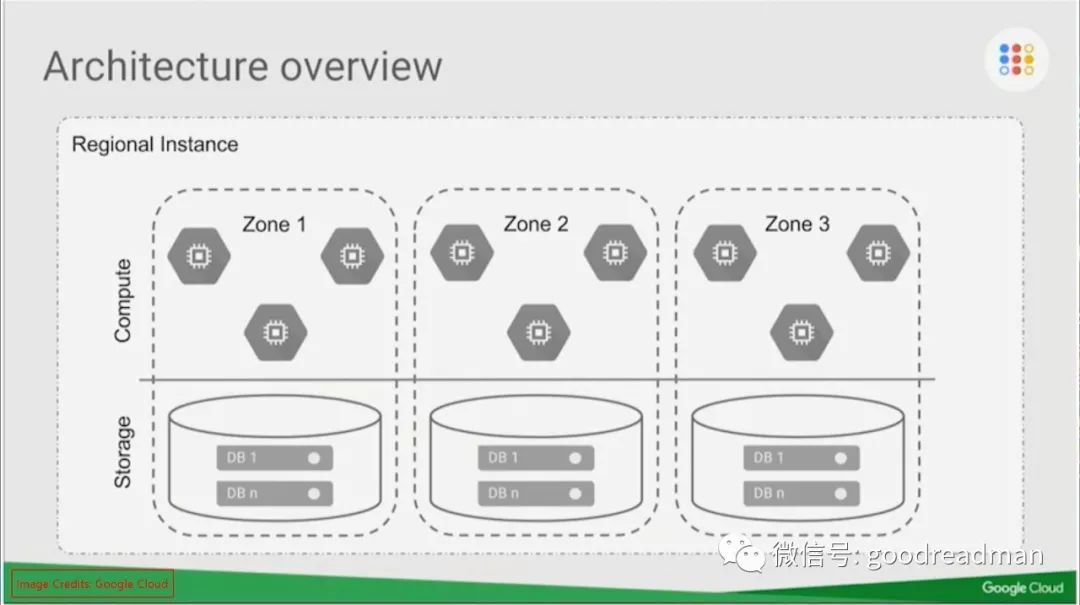 Architecture overview
Regional Instance
Zone 1
Zone 2
Zone 3
Compute
Storage
DB 1
DB n
DB 1
DB n
DB 1
DB n
微信号: goodreadman
Image Credits: Google Cloud
Google Cloud